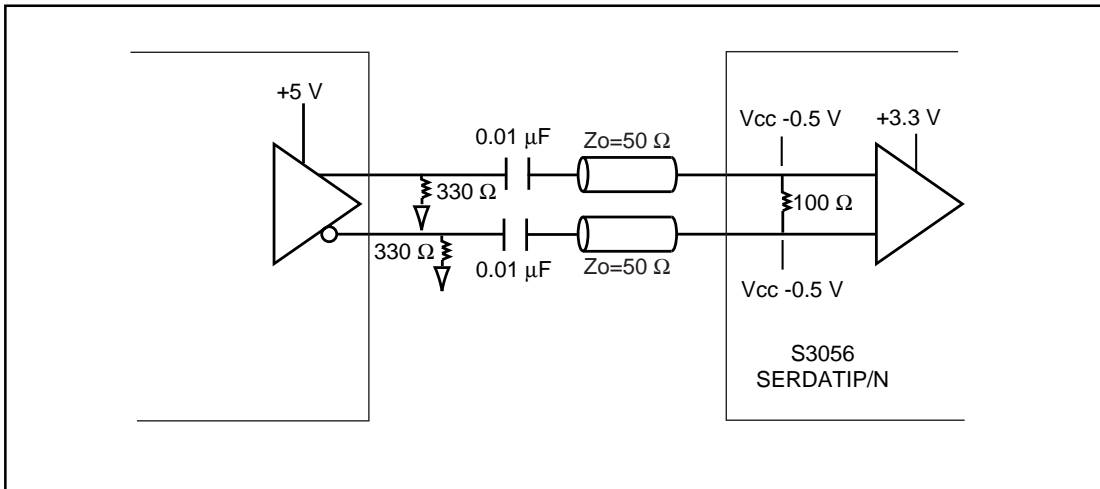 +5 V
0.01 μF
Zo=50 Ω
Vcc -0.5 V
+3.3 V
330 Ω
100 Ω
330 Ω
0.01 μF
Zo=50 Ω
Vcc -0.5 V
S3056
SERDATIP/N